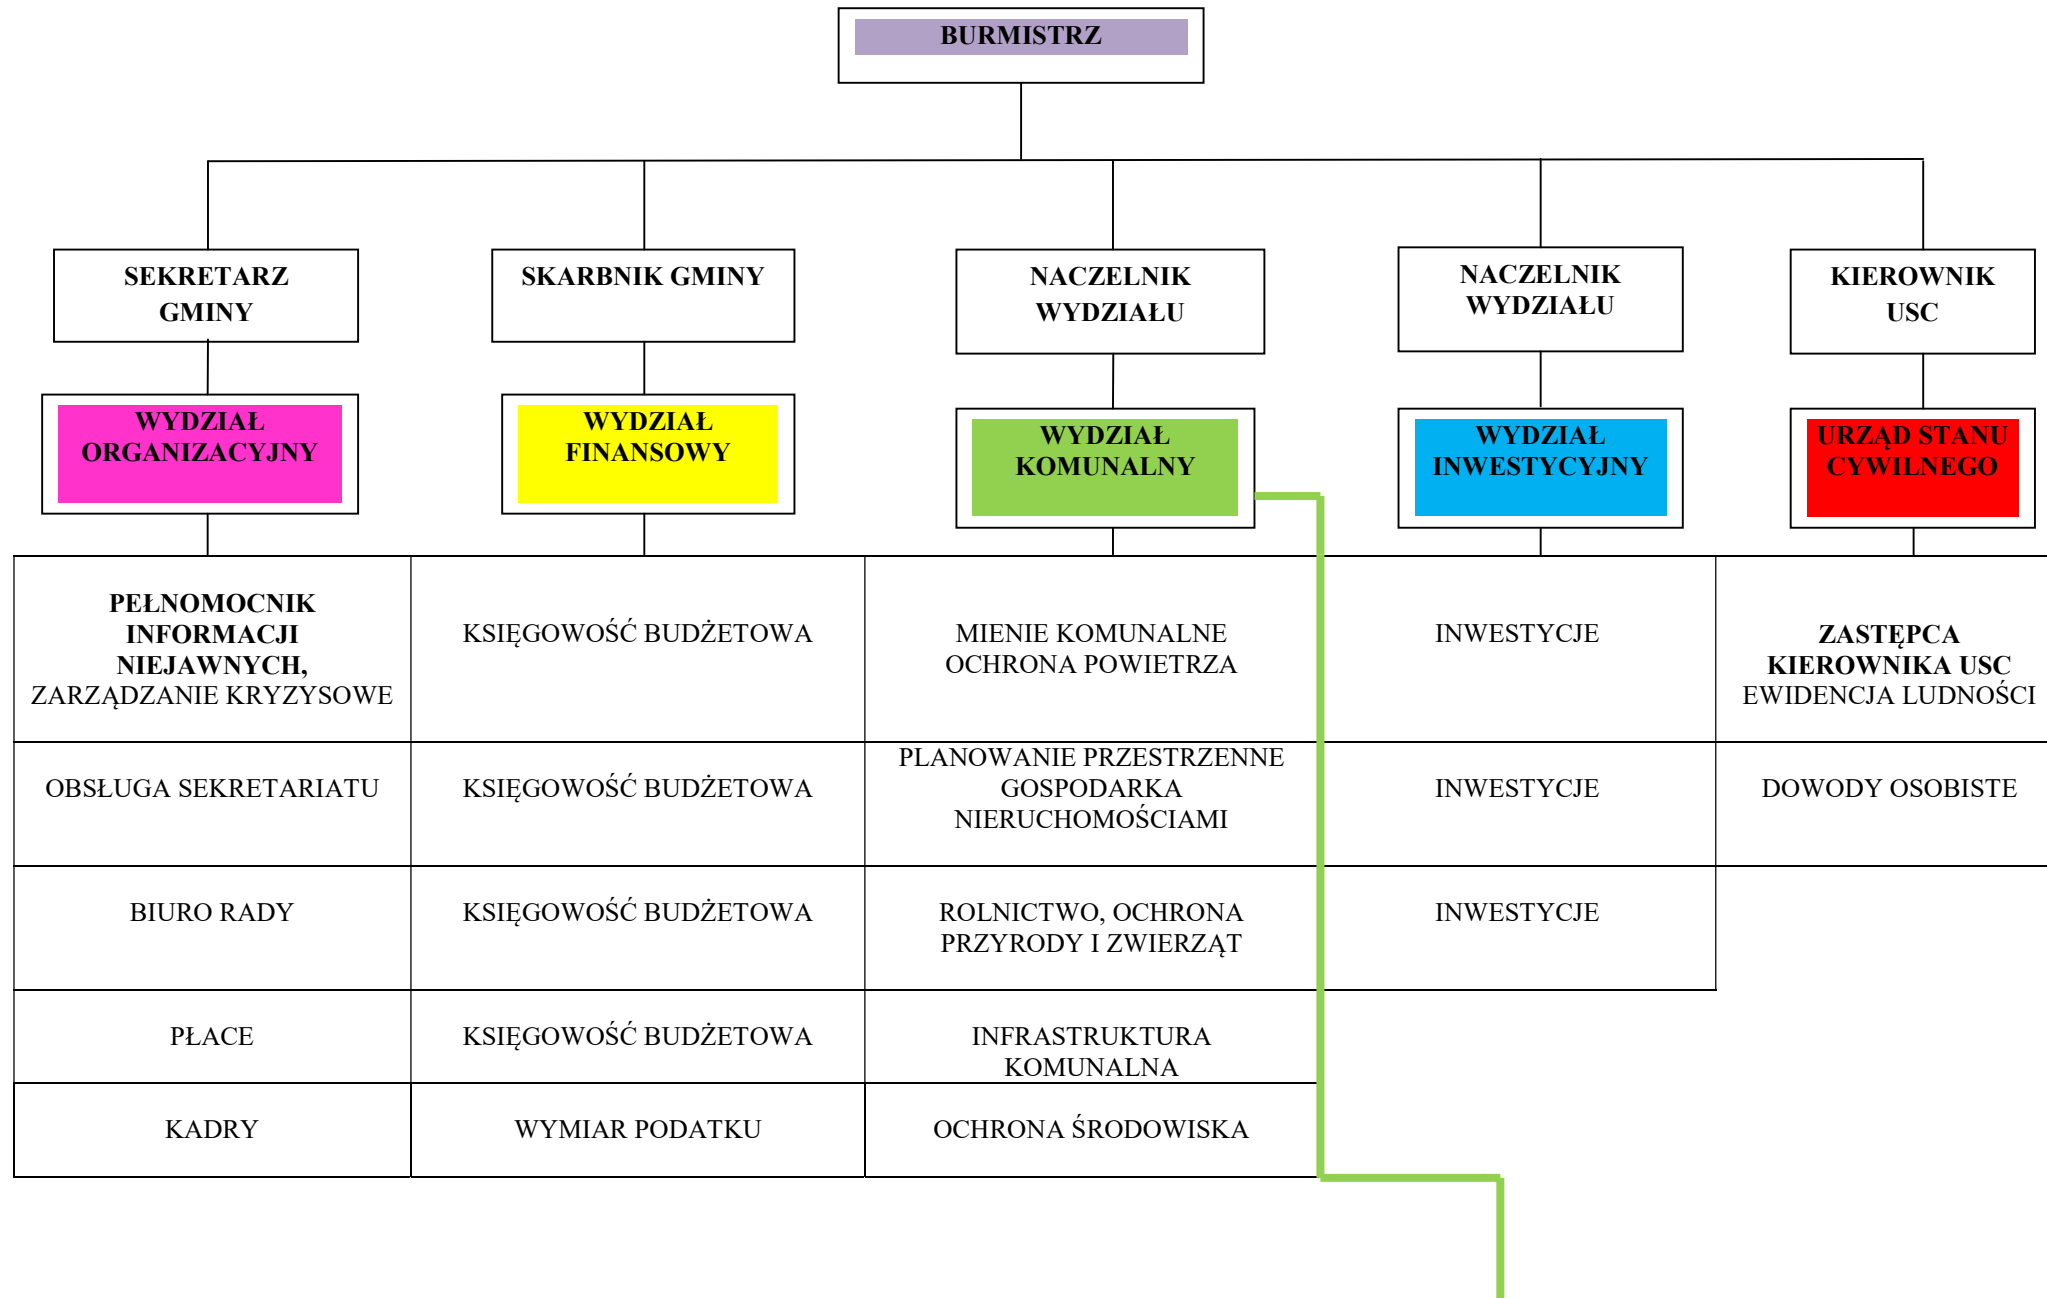 BURMISTRZ
SEKRETARZ
GMINY
SKARBNIK GMINY
NACZELNIK
WYDZIAŁU
NACZELNIK
WYDZIAŁU
KIEROWNIK
USC
WYDZIAŁ
ORGANIZACYJNY
WYDZIAŁ
FINANSOWY
WYDZIAŁ
KOMUNALNY
WYDZIAŁ
INWESTYCYJNY
URZĄD STANU
CYWILNEGO
PEŁNOMOCNIK
INFORMACJI
NIEJAWNYCH,
ZARZĄDZANIE KRYZYSOWE
KSIĘGOWOŚĆ BUDŻETOWA
MIENIE KOMUNALNE
OCHRONA POWIETRZA
INWESTYCJE
ZASTĘPCA
KIEROWNIKA USC
EWIDENCJA LUDNOŚCI
OBSŁUGA SEKRETARIATU
KSIĘGOWOŚĆ BUDŻETOWA
PLANOWANIE PRZESTRZENNE
GOSPODARKA
NIERUCHOMOŚCIAMI
INWESTYCJE
DOWODY OSOBISTE
BIURO RADY
KSIĘGOWOŚĆ BUDŻETOWA
ROLNICTWO, OCHRONA
PRZYRODY I ZWIERZĄT
INWESTYCJE
PŁACE
KSIĘGOWOŚĆ BUDŻETOWA
INFRASTRUKTURA
KOMUNALNA
KADRY
WYMIAR PODATKU
OCHRONA ŚRODOWISKA